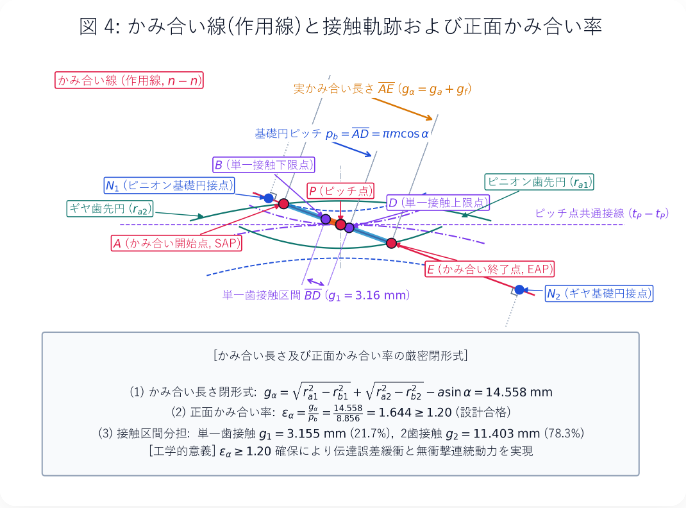 図 4: かみ合い線(作用線)と接触軌跡および正面かみ合い率
かみ合い線 (作用線, n − n)
実かみ合い長さ AE (gα = ga + gf)
基礎円ピッチ pb = AD = πm cos α
B (単一接触下限点)
N1 (ピニオン基礎円接点)
P (ピッチ点)
ピニオン歯先円 (ra1)
ギヤ歯先円 (ra2)
D (単一接触上限点)
ピッチ点共通接線 (tP − tP)
A (かみ合い開始点, SAP)
E (かみ合い終了点, EAP)
単一歯接触区間 BD (g1 = 3.16 mm)
N2 (ギヤ基礎円接点)
[かみ合い長さ及び正面かみ合い率の厳密閉形式]
(1) かみ合い長さ閉形式: gα = √(ra1² − rb1²) + √(ra2² − rb2²) − a sin α = 14.558 mm
(2) 正面かみ合い率: εα = gα/pb = 14.558/8.856 = 1.644 ≥ 1.20 (設計合格)
(3) 接触区間分担: 単一歯接触 g1 = 3.155 mm (21.7%), 2歯接触 g2 = 11.403 mm (78.3%)
[工学的意義] εα ≥ 1.20 確保により伝達誤差緩衝と無衝撃連続動力を実現